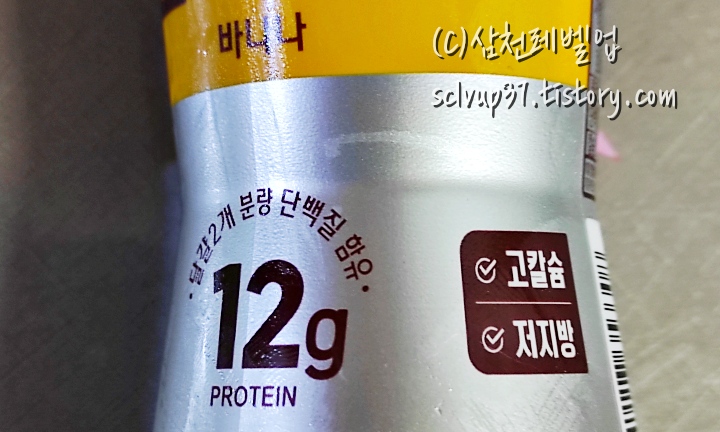 바나나
(C)삼천레벨업
sclvup37.tistory.com
·달걀2개 분량 단백질 함유·
12g
PROTEIN
고칼슘
저지방